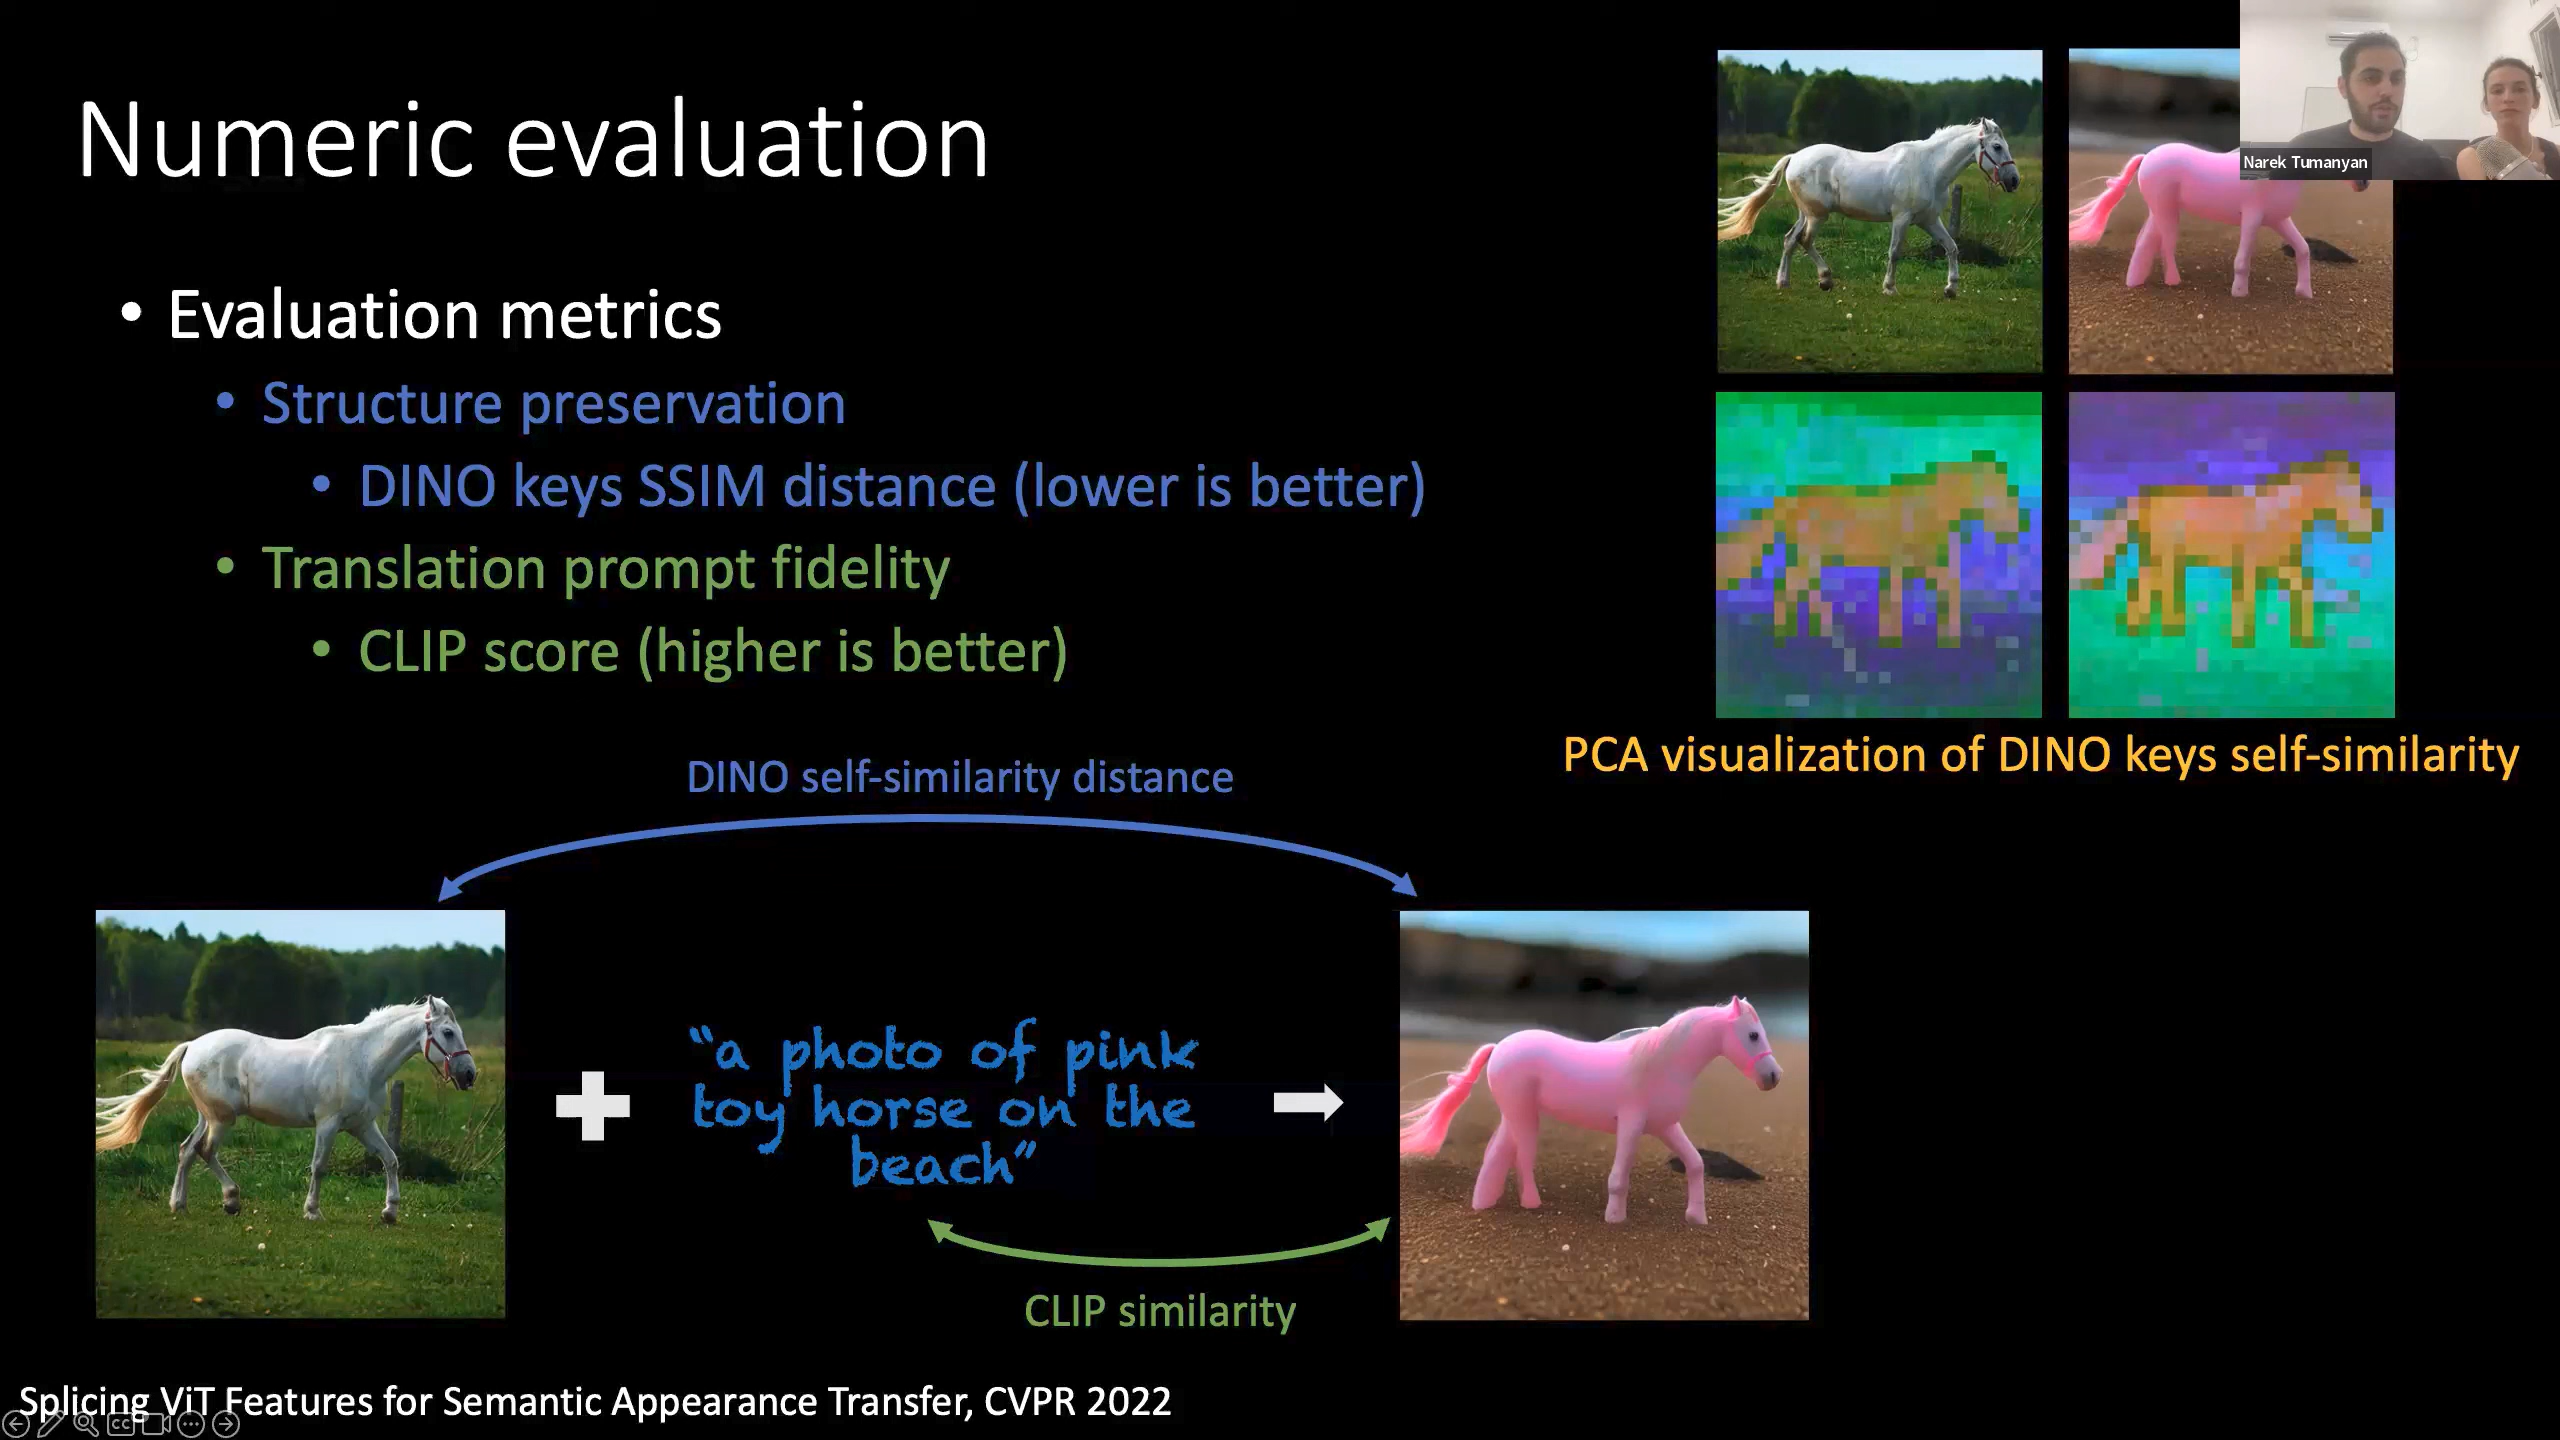 Numeric evaluation
Narek Tumanyan
• Evaluation metrics
• Structure preservation
• DINO keys SSIM distance (lower is better)
• Translation prompt fidelity
• CLIP score (higher is better)
PCA visualization of DINO keys self-similarity
DINO self-similarity distance
“a photo of pink
toy horse on the
beach”
CLIP similarity
Splicing ViT Features for Semantic Appearance Transfer, CVPR 2022
CC